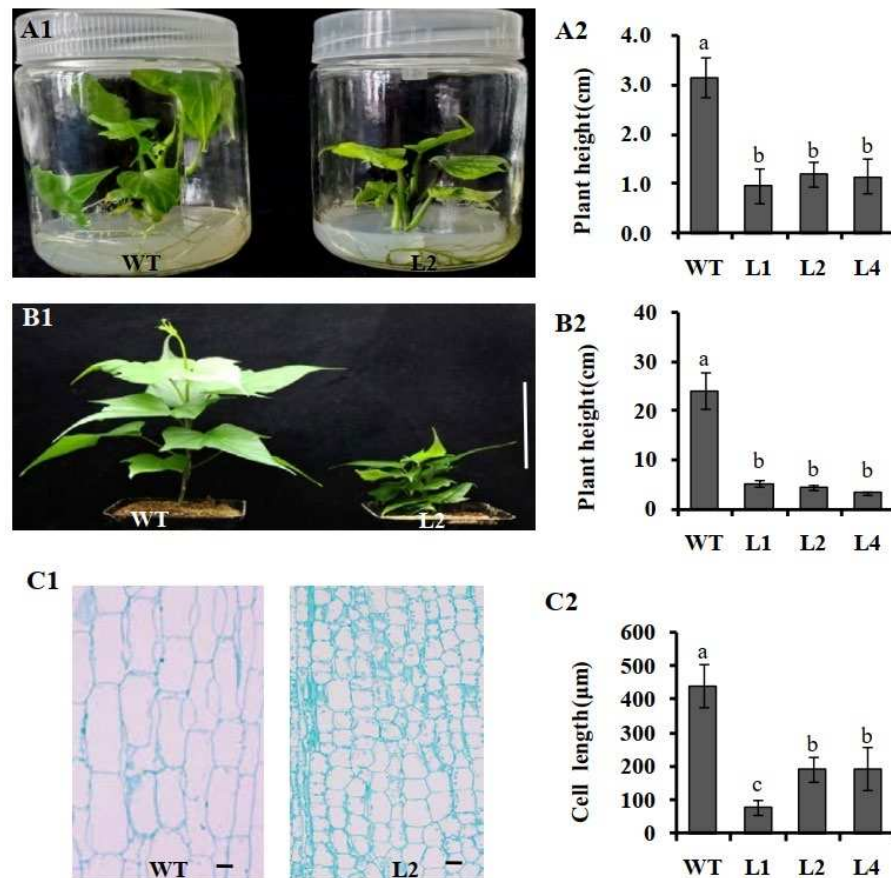 A1
WT
L2
A2
Plant height(cm)
4.0
3.0
2.0
1.0
0.0
a
b
b
b
WT L1 L2 L4
B1
WT
L2
B2
Plant height(cm)
40
30
20
10
0
a
b
b
b
WT L1 L2 L4
C1
WT
L2
C2
Cell length(μm)
600
500
400
300
200
100
0
a
c
b
b
WT L1 L2 L4